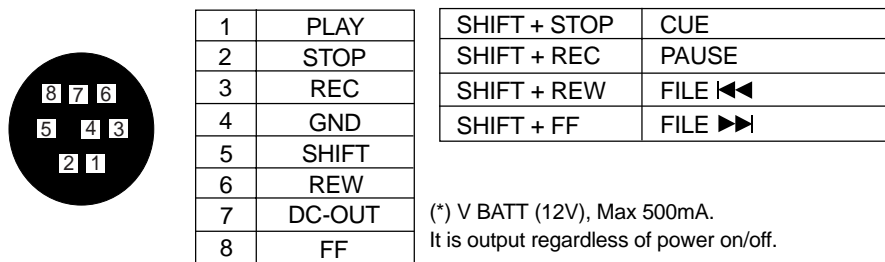 8 7 6
5 4 3
2 1
1 PLAY
2 STOP
3 REC
4 GND
5 SHIFT
6 REW
7 DC-OUT
8 FF
SHIFT + STOP CUE
SHIFT + REC PAUSE
SHIFT + REW FILE ⏮
SHIFT + FF FILE ⏭
(*) V BATT (12V), Max 500mA.
It is output regardless of power on/off.